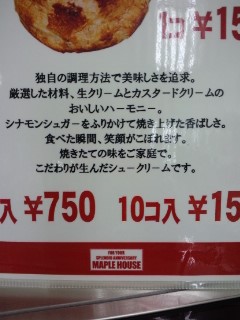 1コ ¥15
独自の調理方法で美味しさを追求。
厳選した材料、生クリームとカスタードクリームの
おいしいハーモニー。
シナモンシュガーをふりかけて焼き上げた香ばしさ。
食べた瞬間、笑顔がこぼれます。
焼きたての味をご家庭で。
こだわりが生んだシュークリームです。
入 ¥750 10コ入 ¥15
FOR YOUR
SPLENDID ANNIVERSARY
MAPLE HOUSE